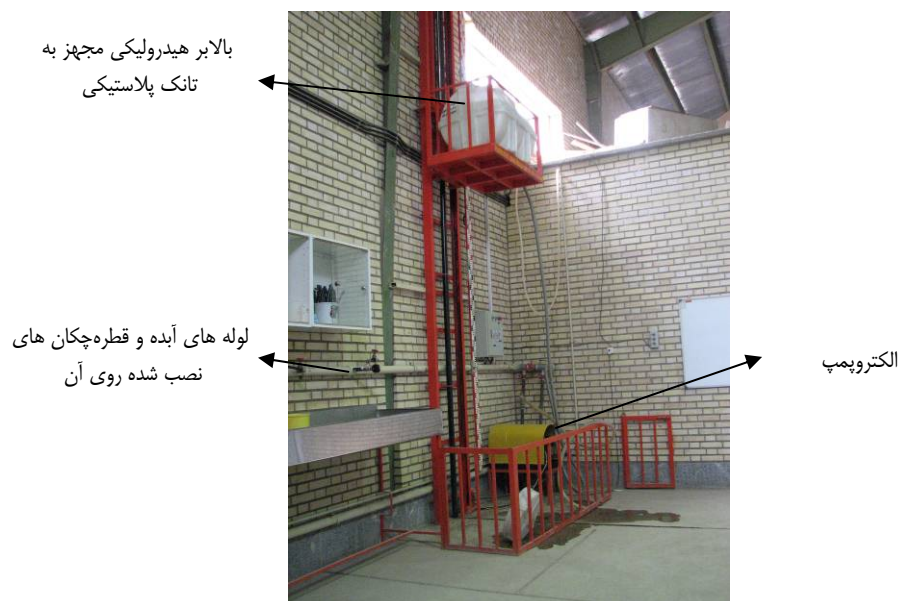 بالابر هیدرولیکی مجهز به
تانک پلاستیکی
لوله های آبده و قطره‌چکان های
نصب شده روی آن
الکتروپمپ